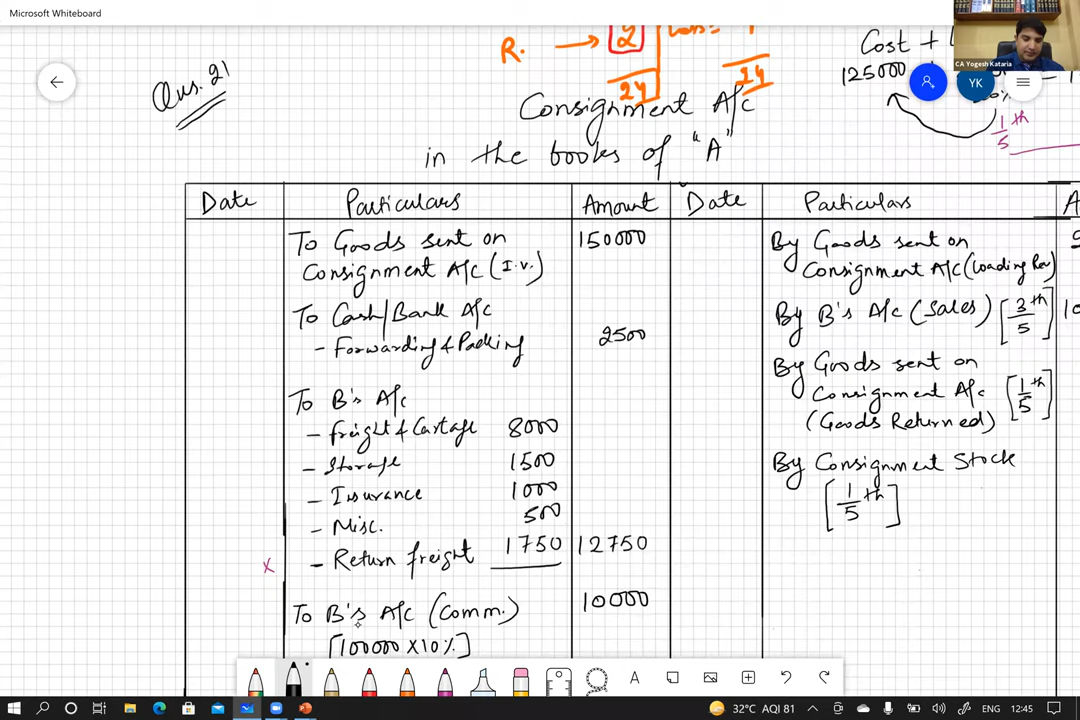 Microsoft Whiteboard
R. → 2
24
24
Cost +
125000
CA Yogesh Kataria
YK
1/5 th
Qus. 21
Consignment A/c
in the books of "A"
Date Particulars Amount Date Particulars
To Goods sent on 150000
Consignment A/c (I.V.)
To Cash/Bank A/c
- Forwarding & Packing 2500
To B's A/c
- Freight & Cartage 8000
- Storage 1500
- Insurance 1000
- Misc. 500
- Return freight 1750 12750
x
To B's A/c (Comm.) 10000
[100000 X 10%]
By Goods sent on
Consignment A/c (Loading Rev)
By B's A/c (Sales) [3/5 th] 10
By Goods sent on
Consignment A/c [1/5 th]
(Goods Returned)
By Consignment Stock
[1/5 th]
A
32°C AQI 81
ENG
12:45